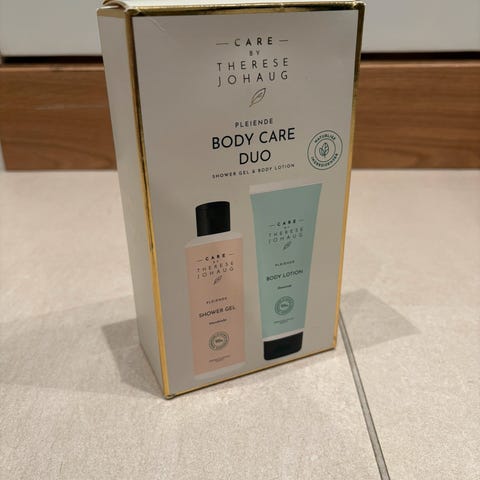 CARE
BY
THERESE
JOHAUG
PLEIENDE
BODY CARE
DUO
SHOWER GEL & BODY LOTION
NATURLIGE
INGREDIENSER
CARE
BY
THERESE
JOHAUG
PLEIENDE
SHOWER GEL
CARE
BY
THERESE
JOHAUG
PLEIENDE
BODY LOTION